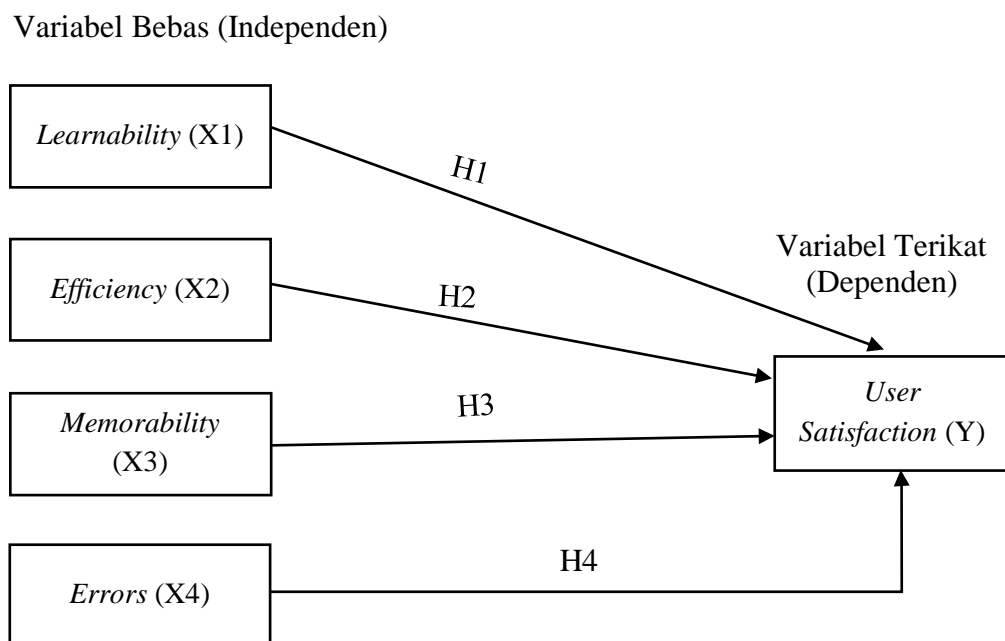 Variabel Bebas (Independen)
Learnability (X1)
H1
Variabel Terikat
(Dependen)
Efficiency (X2)
H2
User
Satisfaction (Y)
Memorability
(X3)
H3
H4
Errors (X4)